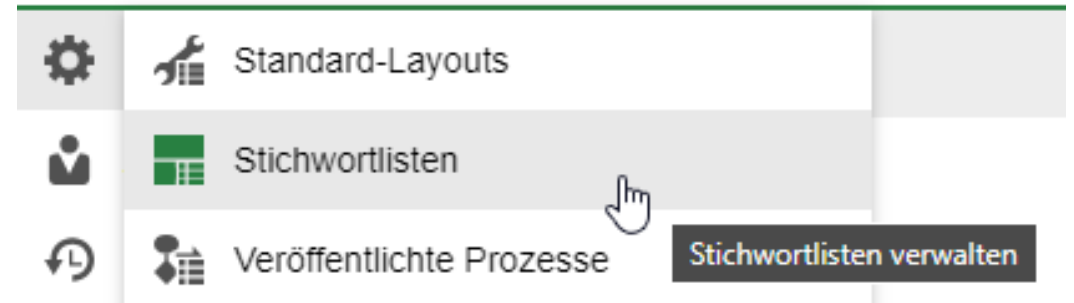 Standard-Layouts
Stichwortlisten
Veröffentlichte Prozesse
Stichwortlisten verwalten